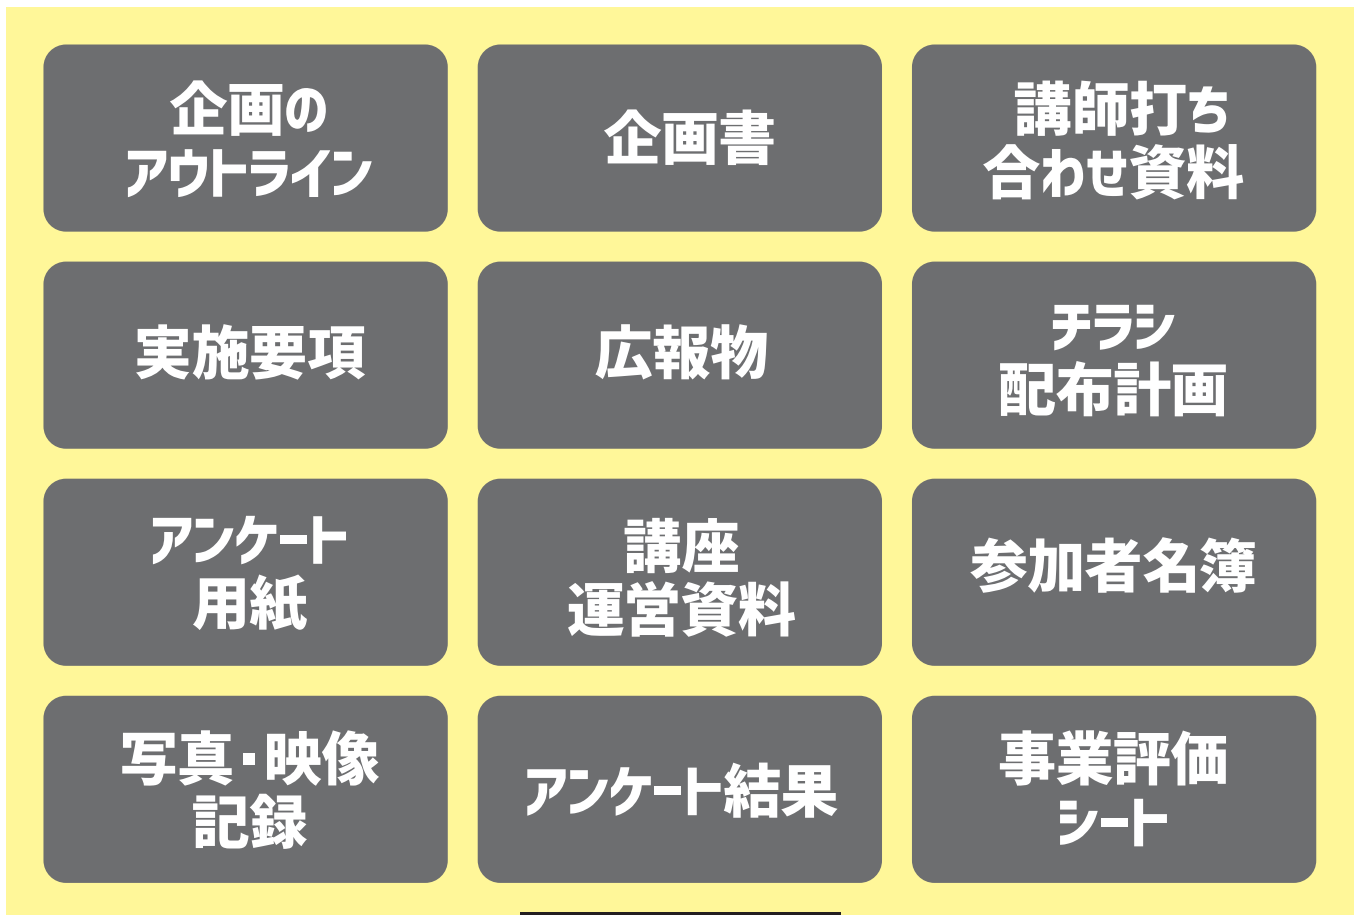 企画の
アウトライン
企画書
講師打ち
合わせ資料
実施要項
広報物
チラシ
配布計画
アンケート
用紙
講座
運営資料
参加者名簿
写真・映像
記録
アンケート結果
事業評価
シート